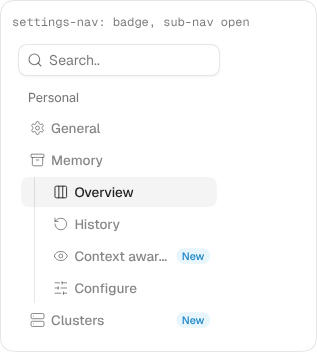 settings-nav: badge, sub-nav open
Search..
Personal
General
Memory
Overview
History
Context awar... New
Configure
Clusters New